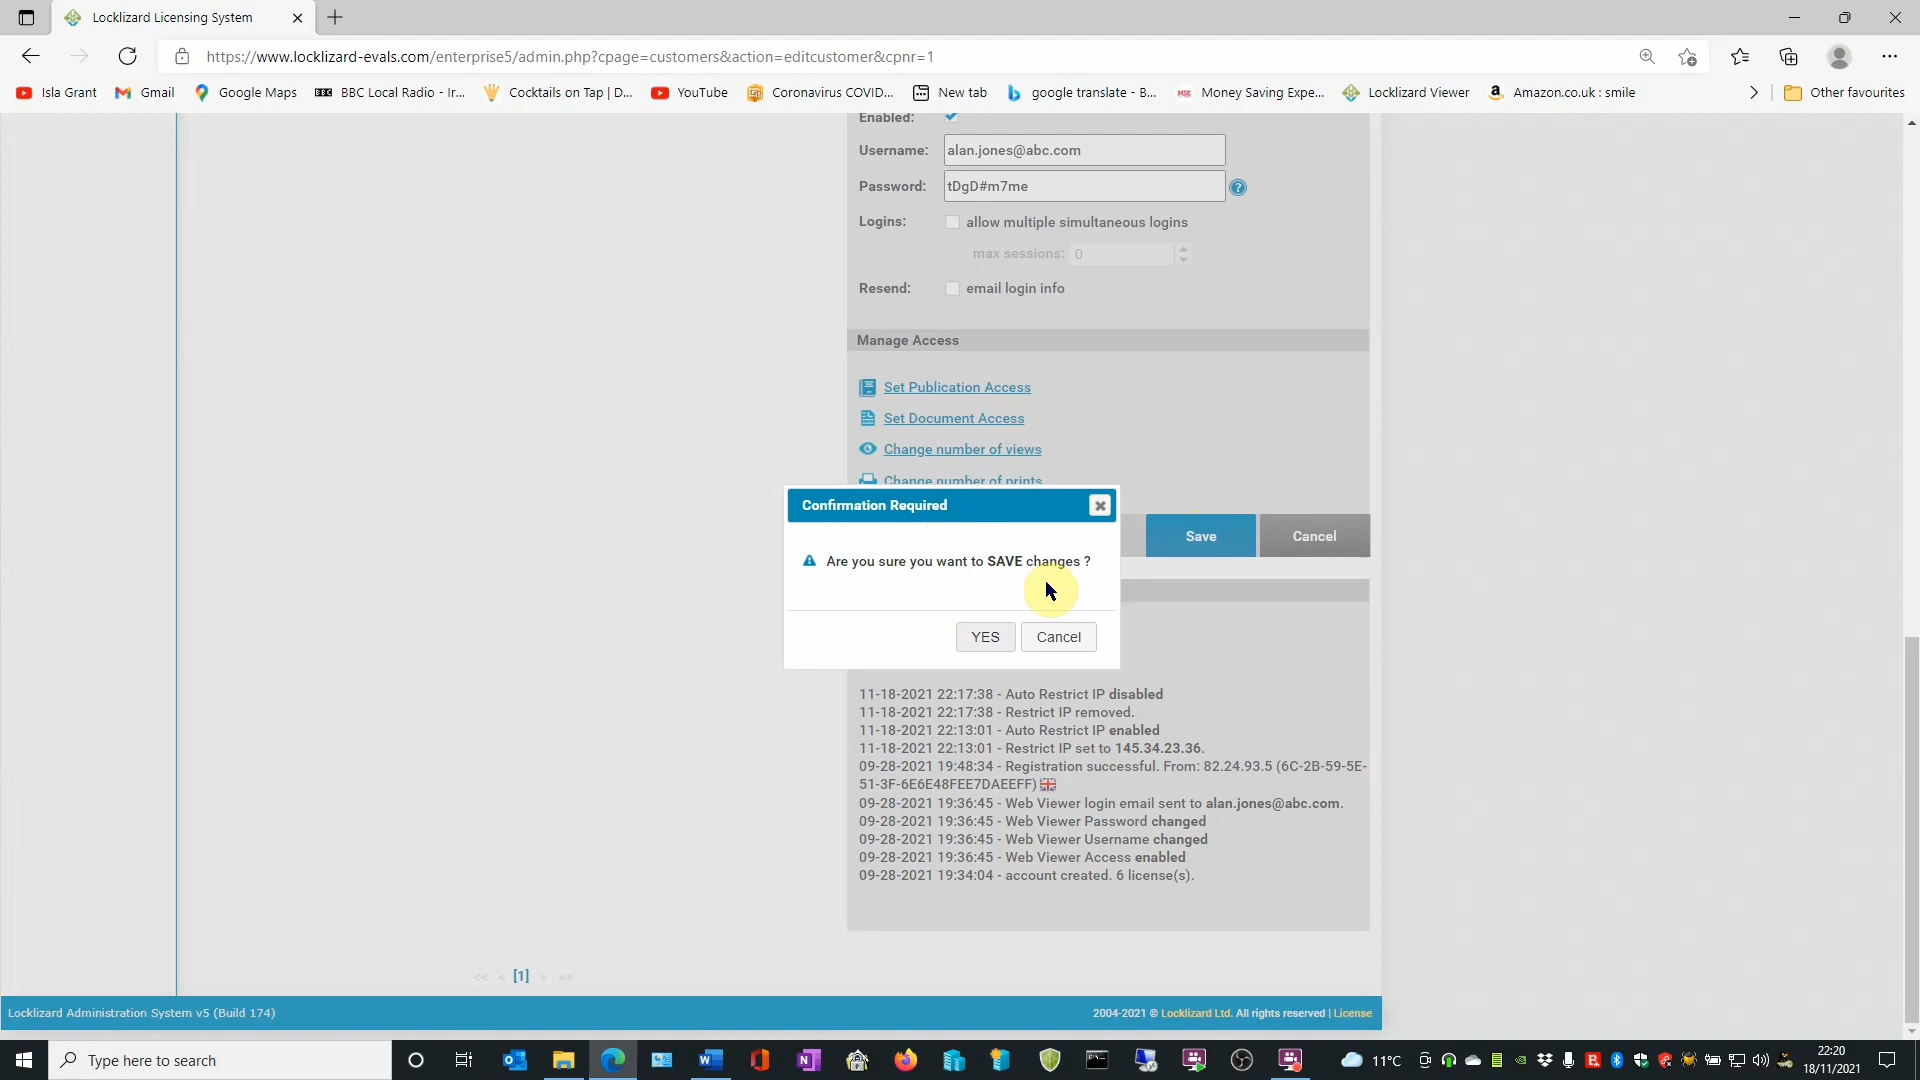 Locklizard Licensing System
https://www.locklizard-evals.com/enterprise5/admin.php?cpage=customers&action=editcustomer&cpnr=1
Isla Grant
Gmail
Google Maps
BBC BBC Local Radio - Ir...
Cocktails on Tap | D...
YouTube
Coronavirus COVID...
New tab
google translate - B...
MSE Money Saving Expe...
Locklizard Viewer
Amazon.co.uk : smile
Other favourites
Enabled:
Username: alan.jones@abc.com
Password: tDgD#m7me ?
Logins: allow multiple simultaneous logins
max sessions: 0
Resend: email login info
Manage Access
Set Publication Access
Set Document Access
Change number of views
Change number of prints
Confirmation Required
Are you sure you want to SAVE changes ?
YES Cancel
Save Cancel
11-18-2021 22:17:38 - Auto Restrict IP disabled
11-18-2021 22:17:38 - Restrict IP removed.
11-18-2021 22:13:01 - Auto Restrict IP enabled
11-18-2021 22:13:01 - Restrict IP set to 145.34.23.36.
09-28-2021 19:48:34 - Registration successful. From: 82.24.93.5 (6C-2B-59-5E-
51-3F-6E6E48FEE7DAEEFF)
09-28-2021 19:36:45 - Web Viewer login email sent to alan.jones@abc.com.
09-28-2021 19:36:45 - Web Viewer Password changed
09-28-2021 19:36:45 - Web Viewer Username changed
09-28-2021 19:36:45 - Web Viewer Access enabled
09-28-2021 19:34:04 - account created. 6 license(s).
<< < [1] > >>
Locklizard Administration System v5 (Build 174)
2004-2021 © Locklizard Ltd. All rights reserved | License
Type here to search
11°C
22:20
18/11/2021